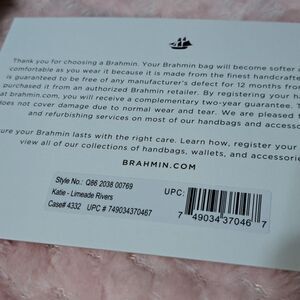 Thank you for choosing a Brahmin. Your Brahmin bag will become softer
comfortable as you wear it because it is made from the finest handcrafte
is guaranteed to be free of any manufacturer's defect for 12 months from
purchased it from an authorized Brahmin retailer. By registering your ha
at brahmin.com, you will receive a complementary two-year guarantee. T
does not cover damage due to normal wear and tear. We are pleased t
and refurbishing services on most of our handbags and accesso
ure your Brahmin lasts with the right care. Learn how, register your
view all of our collections of handbags, wallets, and accessorie
BRAHMIN.COM
Style No.: Q86 2038 00769
Katie - Limeade Rivers
Case# 4332 UPC # 749034370467
UPC:
7 49034 37046 7